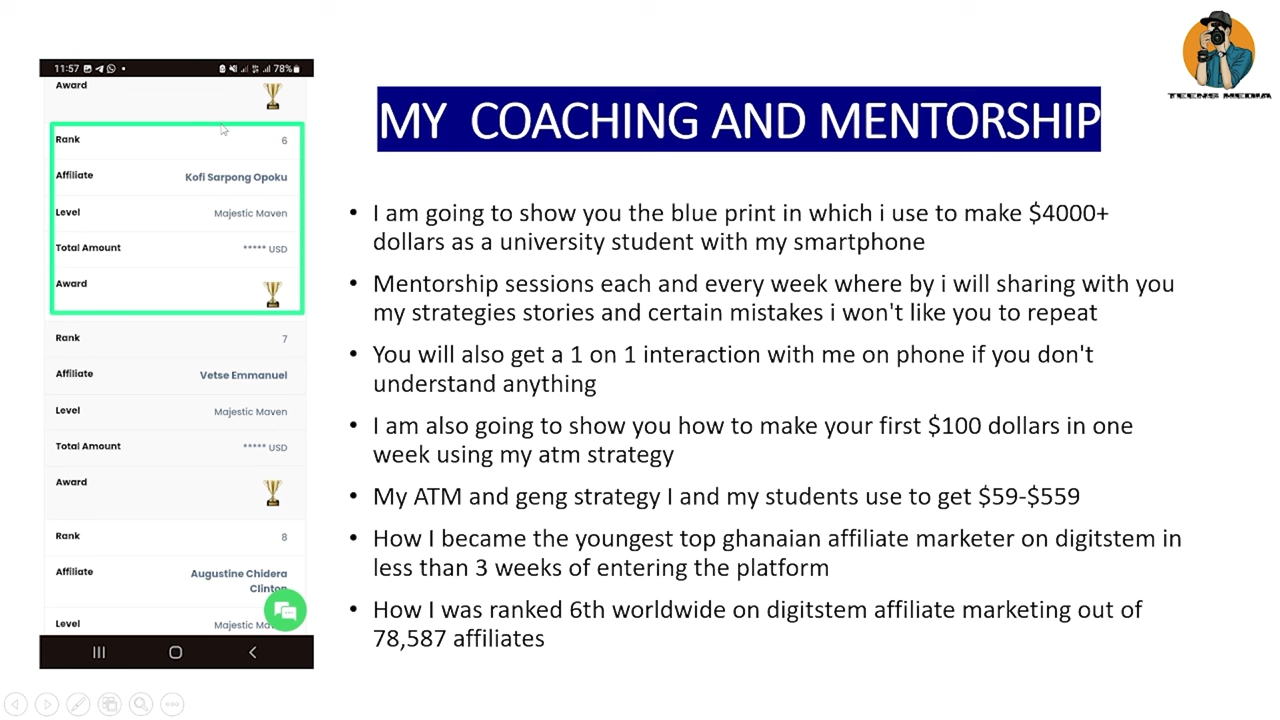 TEENS MEDIA
11:57
78%
Award
Rank 6
Affiliate Kofi Sarpong Opoku
Level Majestic Maven
Total Amount ***** USD
Award
Rank 7
Affiliate Vetse Emmanuel
Level Majestic Maven
Total Amount ***** USD
Award
Rank 8
Affiliate Augustine Chidera
Clinton
Level Majestic
MY COACHING AND MENTORSHIP
• I am going to show you the blue print in which i use to make $4000+
dollars as a university student with my smartphone
• Mentorship sessions each and every week where by i will sharing with you
my strategies stories and certain mistakes i won't like you to repeat
• You will also get a 1 on 1 interaction with me on phone if you don't
understand anything
• I am also going to show you how to make your first $100 dollars in one
week using my atm strategy
• My ATM and geng strategy I and my students use to get $59-$559
• How I became the youngest top ghanaian affiliate marketer on digitstem in
less than 3 weeks of entering the platform
• How I was ranked 6th worldwide on digitstem affiliate marketing out of
78,587 affiliates